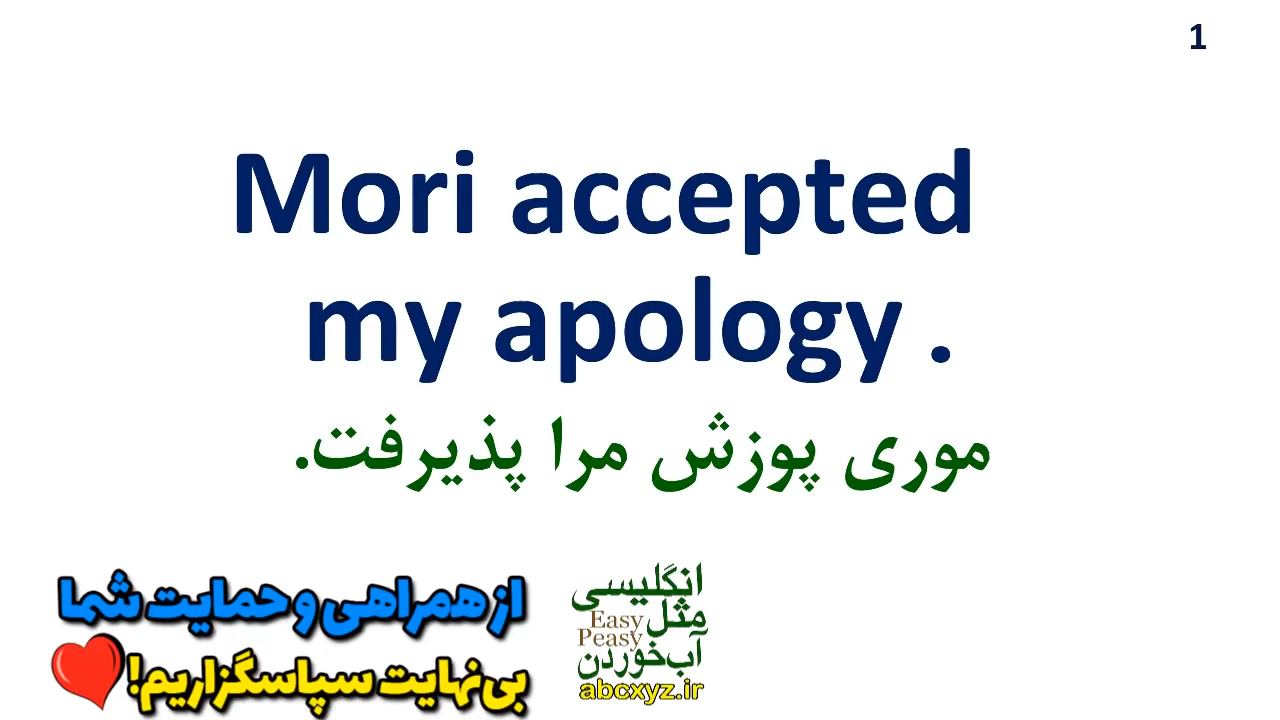 1
Mori accepted
my apology .
موری پوزش مرا پذیرفت.
از همراهی و حمایت شما
بی‌نهایت سپاسگزاریم!
انگلیسی
مثل Easy
Peasy
آب‌خوردن
abcxyz.ir